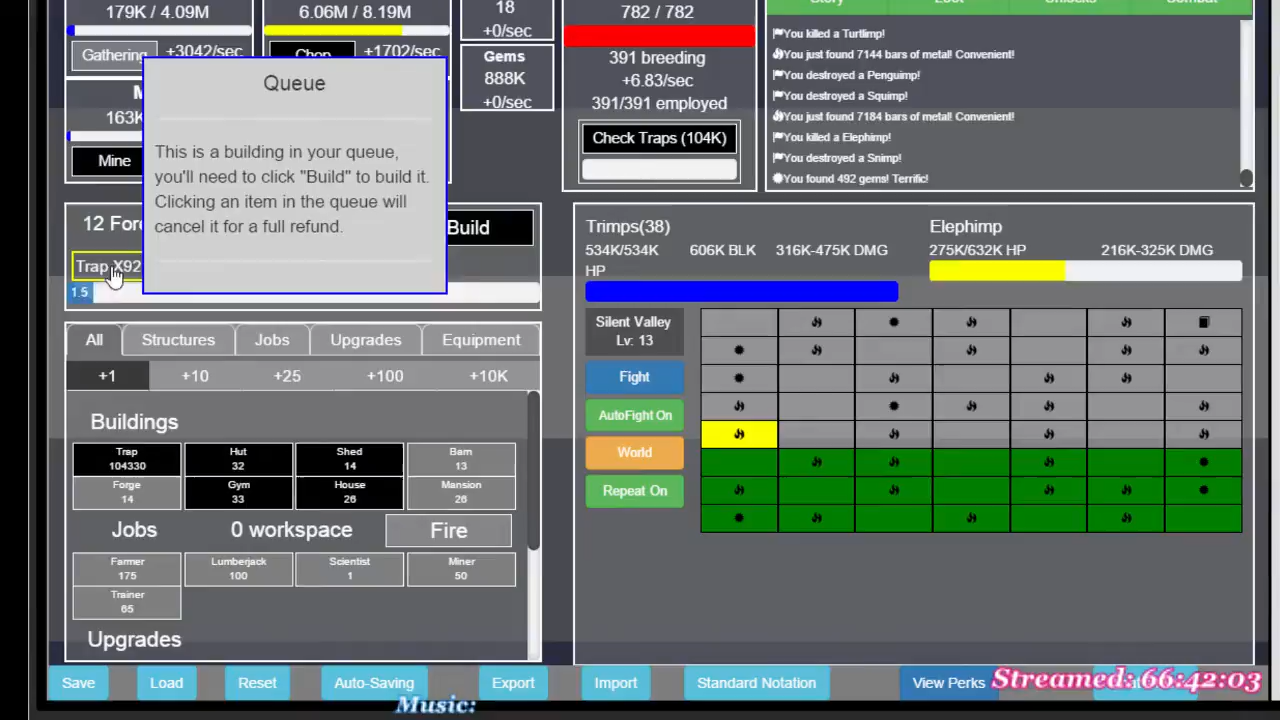 179K / 4.09M
Gathering
+3042/sec
6.06M / 8.19M
Chop
+1702/sec
18
+0/sec
Gems
888K
+0/sec
782 / 782
391 breeding
+6.83/sec
391/391 employed
Check Traps (104K)
163K
Mine
You killed a Turtlimp!
You just found 7144 bars of metal! Convenient!
You destroyed a Penguimp!
You destroyed a Squimp!
You just found 7184 bars of metal! Convenient!
You killed a Elephimp!
You destroyed a Snimp!
You found 492 gems! Terrific!
Queue
This is a building in your queue,
you'll need to click "Build" to build it.
Clicking an item in the queue will
cancel it for a full refund.
Build
Trap X92
1.5
Trimps(38)
534K/534K HP
606K BLK
316K-475K DMG
Elephimp
275K/632K HP
216K-325K DMG
Silent Valley
Lv: 13
Fight
AutoFight On
World
Repeat On
All
Structures
Jobs
Upgrades
Equipment
+1
+10
+25
+100
+10K
Buildings
Trap
104330
Hut
32
Shed
14
Barn
13
Forge
14
Gym
33
House
26
Mansion
26
Jobs
0 workspace
Fire
Farmer
175
Lumberjack
100
Scientist
1
Miner
50
Trainer
65
Upgrades
Save
Load
Reset
Auto-Saving
Export
Import
Standard Notation
View Perks
Streamed: 66:42:03
Music: